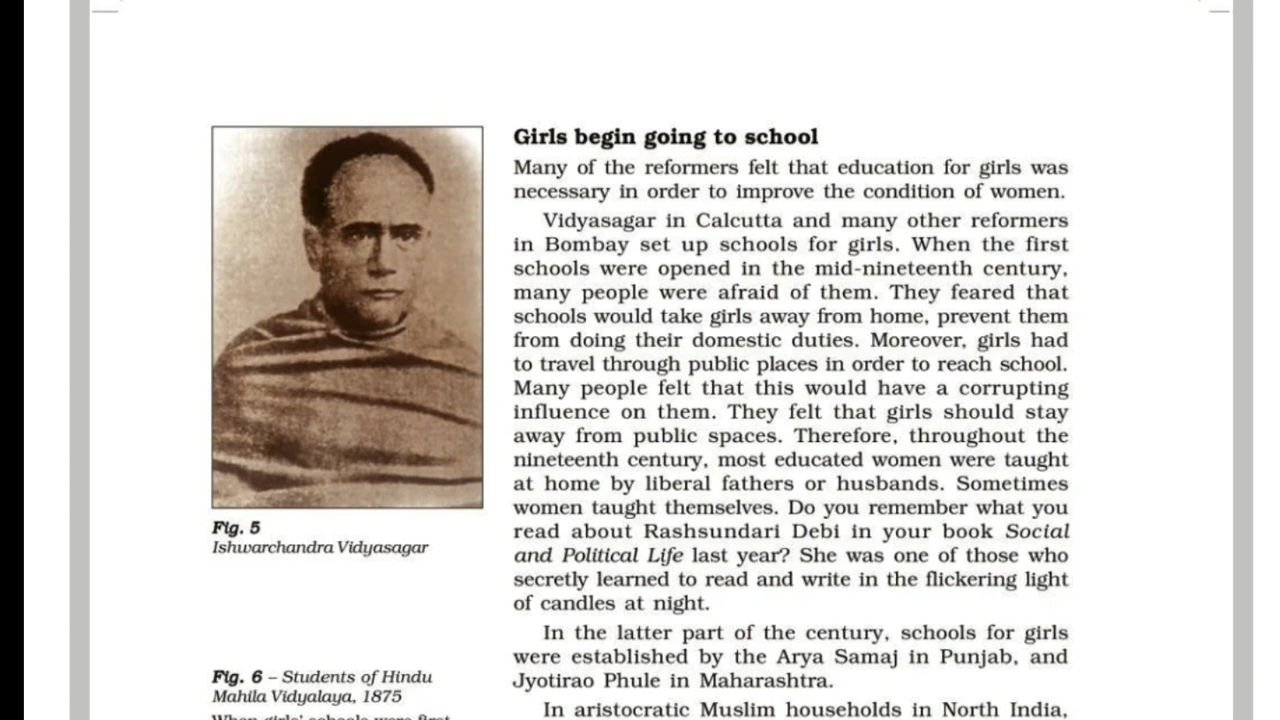 Girls begin going to school
Many of the reformers felt that education for girls was
necessary in order to improve the condition of women.
Vidyasagar in Calcutta and many other reformers
in Bombay set up schools for girls. When the first
schools were opened in the mid-nineteenth century,
many people were afraid of them. They feared that
schools would take girls away from home, prevent them
from doing their domestic duties. Moreover, girls had
to travel through public places in order to reach school.
Many people felt that this would have a corrupting
influence on them. They felt that girls should stay
away from public spaces. Therefore, throughout the
nineteenth century, most educated women were taught
at home by liberal fathers or husbands. Sometimes
women taught themselves. Do you remember what you
read about Rashsundari Debi in your book Social
and Political Life last year? She was one of those who
secretly learned to read and write in the flickering light
of candles at night.
In the latter part of the century, schools for girls
were established by the Arya Samaj in Punjab, and
Jyotirao Phule in Maharashtra.
In aristocratic Muslim households in North India,
Fig. 5
Ishwarchandra Vidyasagar
Fig. 6 – Students of Hindu
Mahila Vidyalaya, 1875
When girls' schools were first